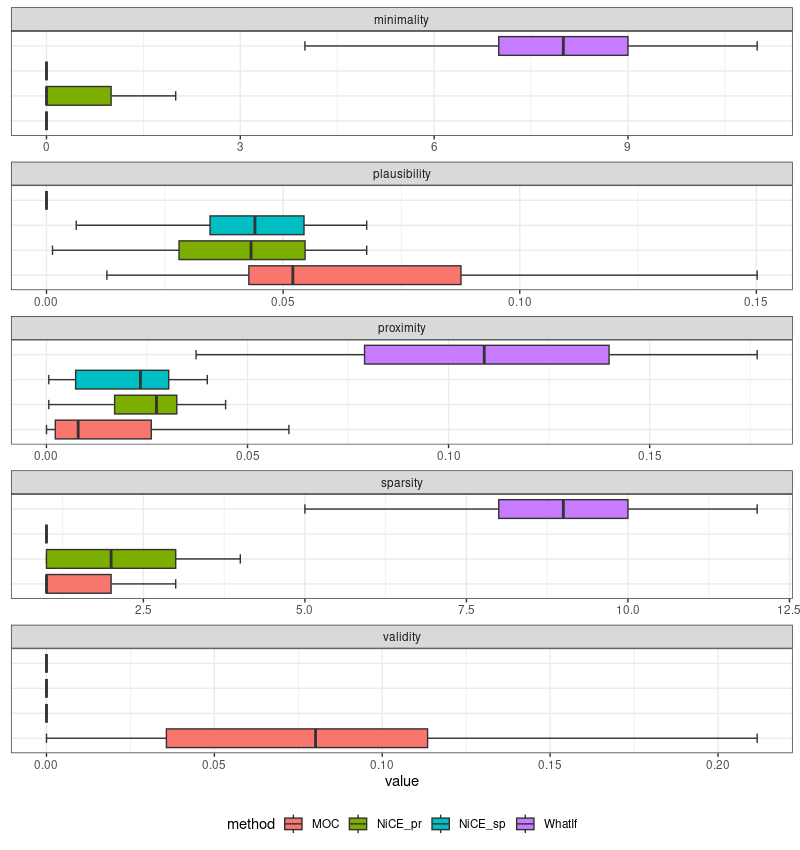 minimality
0 3 6 9
plausibility
0.00 0.05 0.10 0.15
proximity
0.00 0.05 0.10 0.15
sparsity
2.5 5.0 7.5 10.0 12.5
validity
0.00 0.05 0.10 0.15 0.20
value
method MOC NiCE_pr NiCE_sp WhatIf